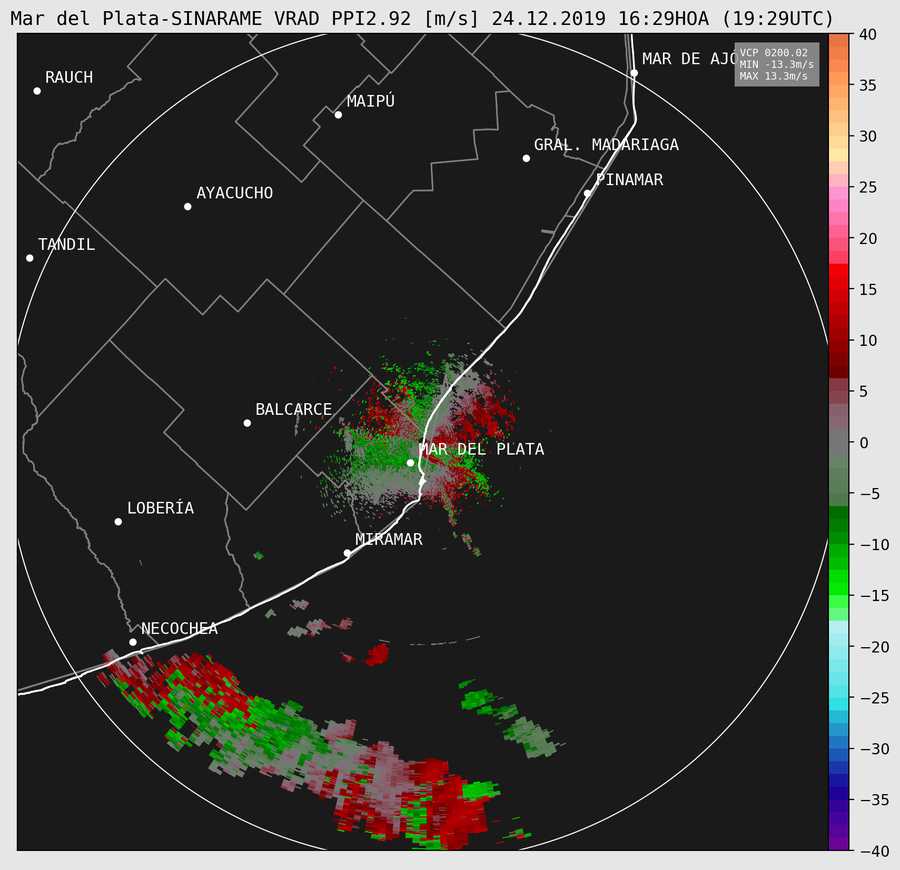 Mar del Plata-SINARAME VRAD PPI2.92 [m/s] 24.12.2019 16:29HOA (19:29UTC)
VCP 0200.02
MIN -13.3m/s
MAX 13.3m/s
MAR DE AJÓ
RAUCH
MAIPÚ
GRAL. MADARIAGA
PINAMAR
AYACUCHO
TANDIL
BALCARCE
MAR DEL PLATA
LOBERÍA
MIRAMAR
NECOCHEA
40
35
30
25
20
15
10
5
0
−5
−10
−15
−20
−25
−30
−35
−40